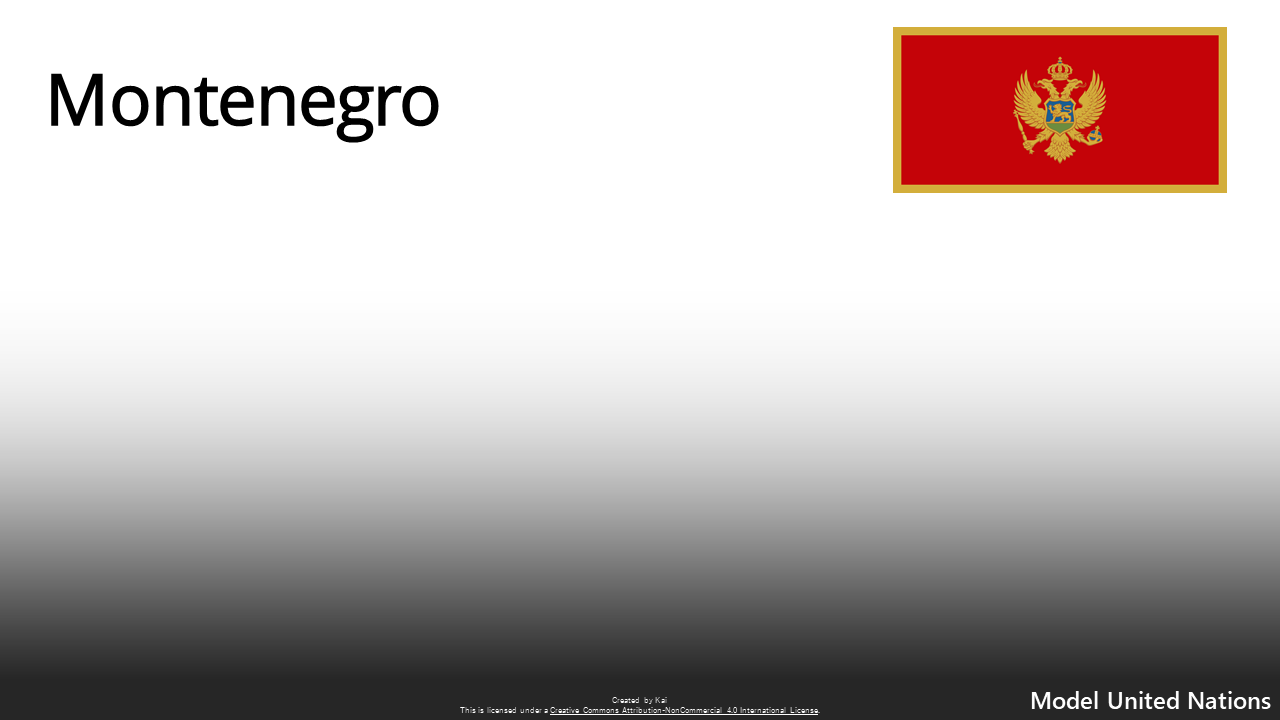 Montenegro
Created by Kai
This is licensed under a Creative Commons Attribution-NonCommercial 4.0 International License.
Model United Nations